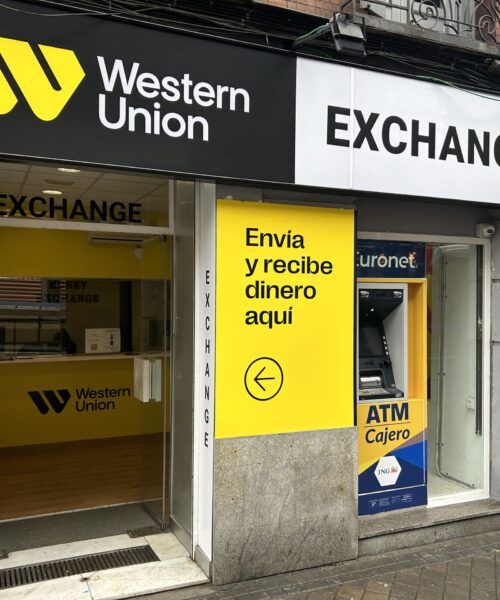 Western
Union
EXCHANG
EXCHANGE
Envía
y recibe
dinero
aquí
Euronet
EXCHANGE
MONEY
EXCHANGE
Western
Union
ATM
Cajero
ING